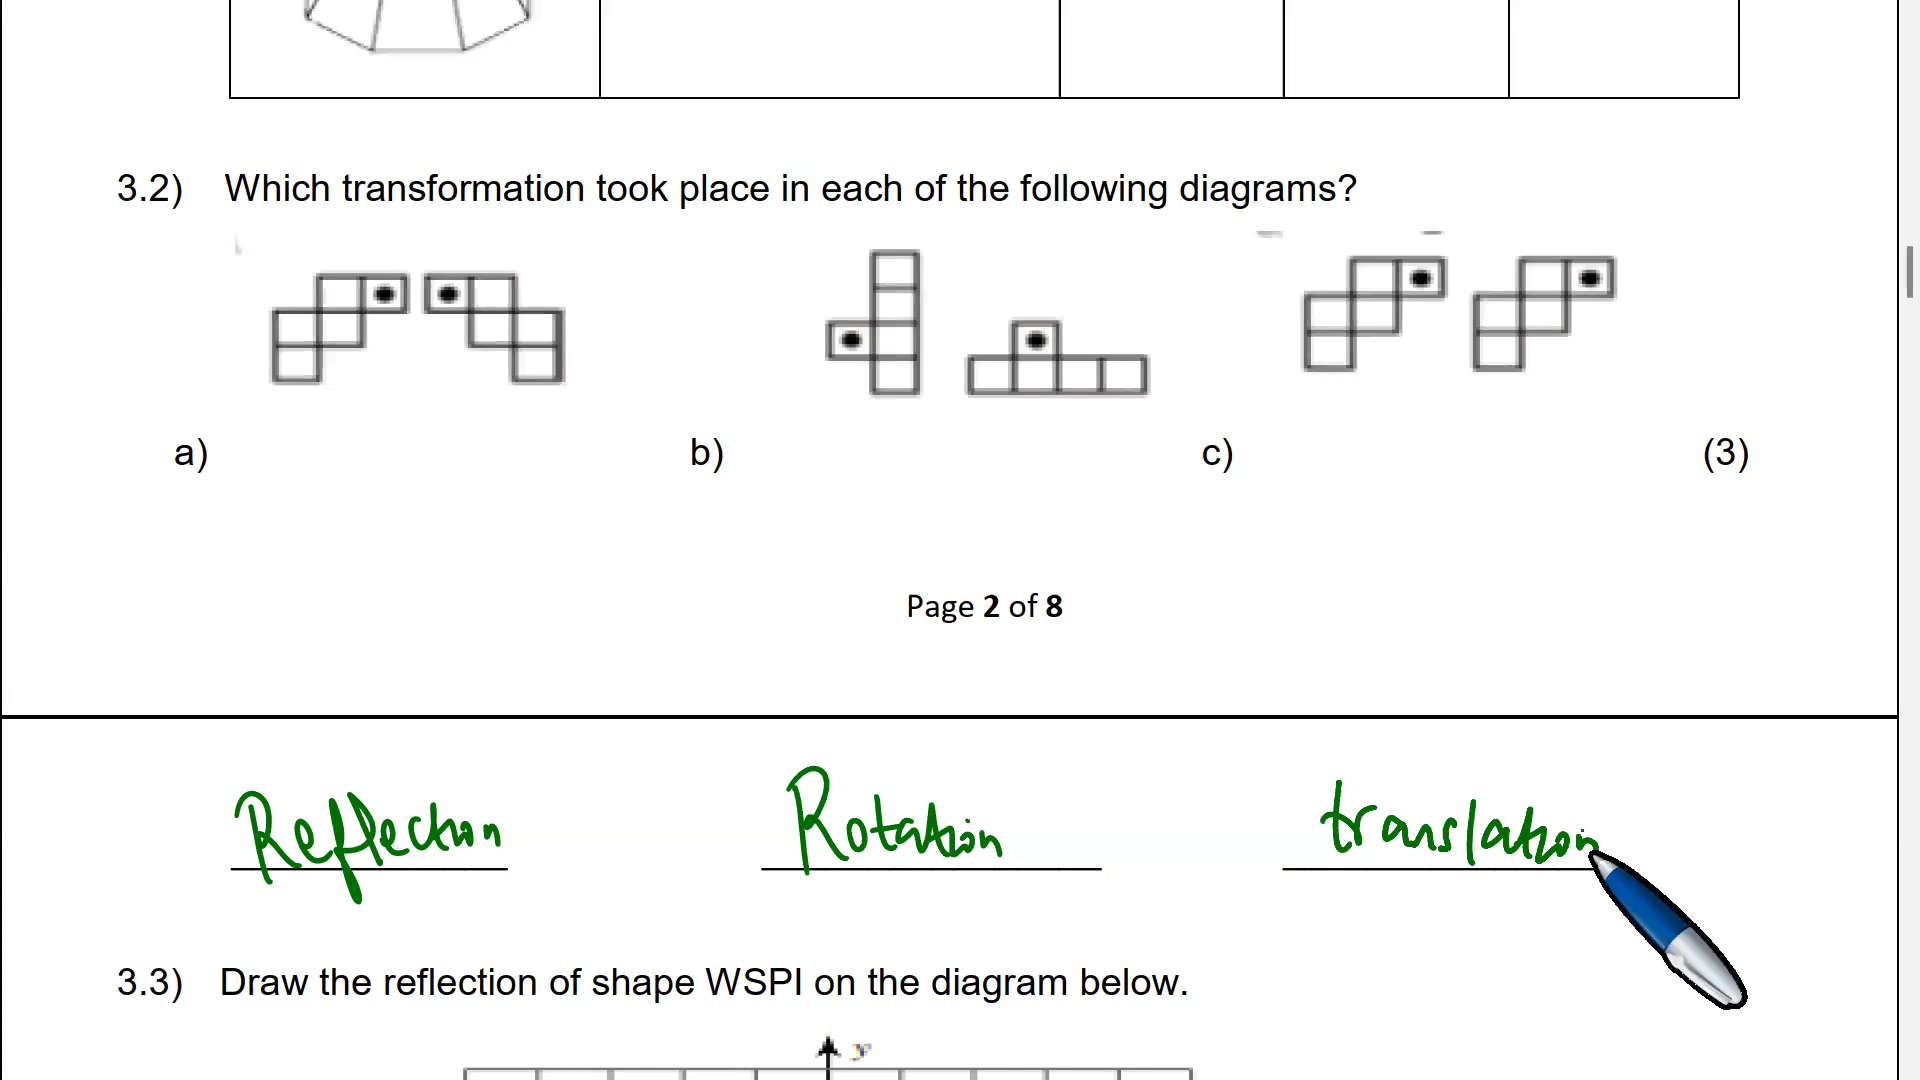 3.2) Which transformation took place in each of the following diagrams?
a) b) c) (3)
Page 2 of 8
Reflection Rotation translation
3.3) Draw the reflection of shape WSPI on the diagram below.
y